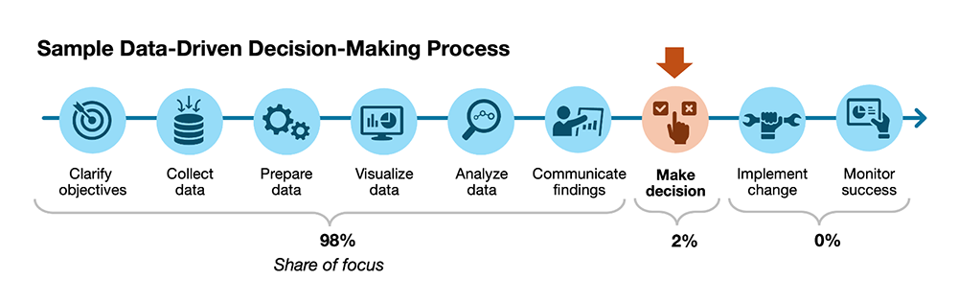 Sample Data-Driven Decision-Making Process
Clarify
objectives
Collect
data
Prepare
data
Visualize
data
Analyze
data
Communicate
findings
Make
decision
Implement
change
Monitor
success
98%
2%
0%
Share of focus